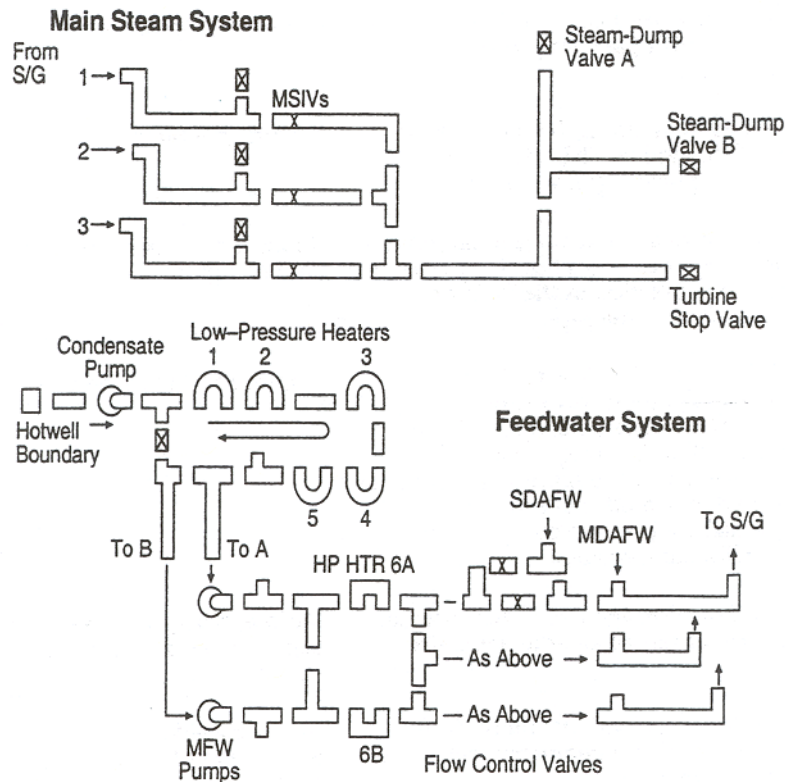 Main Steam System
From
S/G
1
2
3
MSIVs
Steam-Dump
Valve A
Steam-Dump
Valve B
Turbine
Stop Valve
Low–Pressure Heaters
1
2
3
Condensate
Pump
Hotwell
Boundary
5
4
To B
To A
Feedwater System
SDAFW
MDAFW
To S/G
HP HTR 6A
As Above
As Above
MFW
Pumps
6B
Flow Control Valves